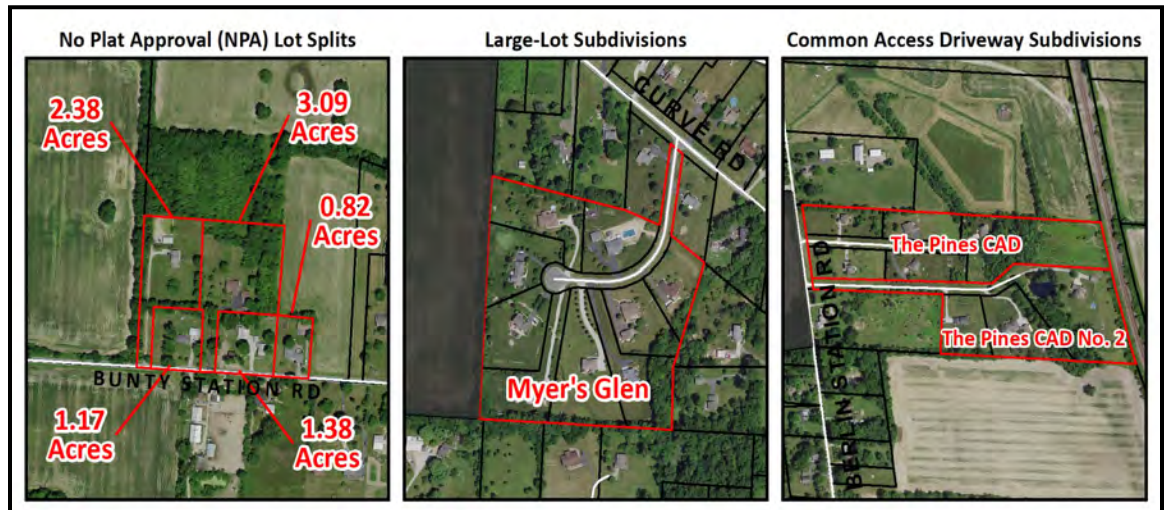 No Plat Approval (NPA) Lot Splits
2.38
Acres
3.09
Acres
0.82
Acres
BUNTY STATION RD
1.17
Acres
1.38
Acres
Large-Lot Subdivisions
CURVE RD
Myer's Glen
Common Access Driveway Subdivisions
The Pines CAD
The Pines CAD No. 2
BERLIN STATION RD